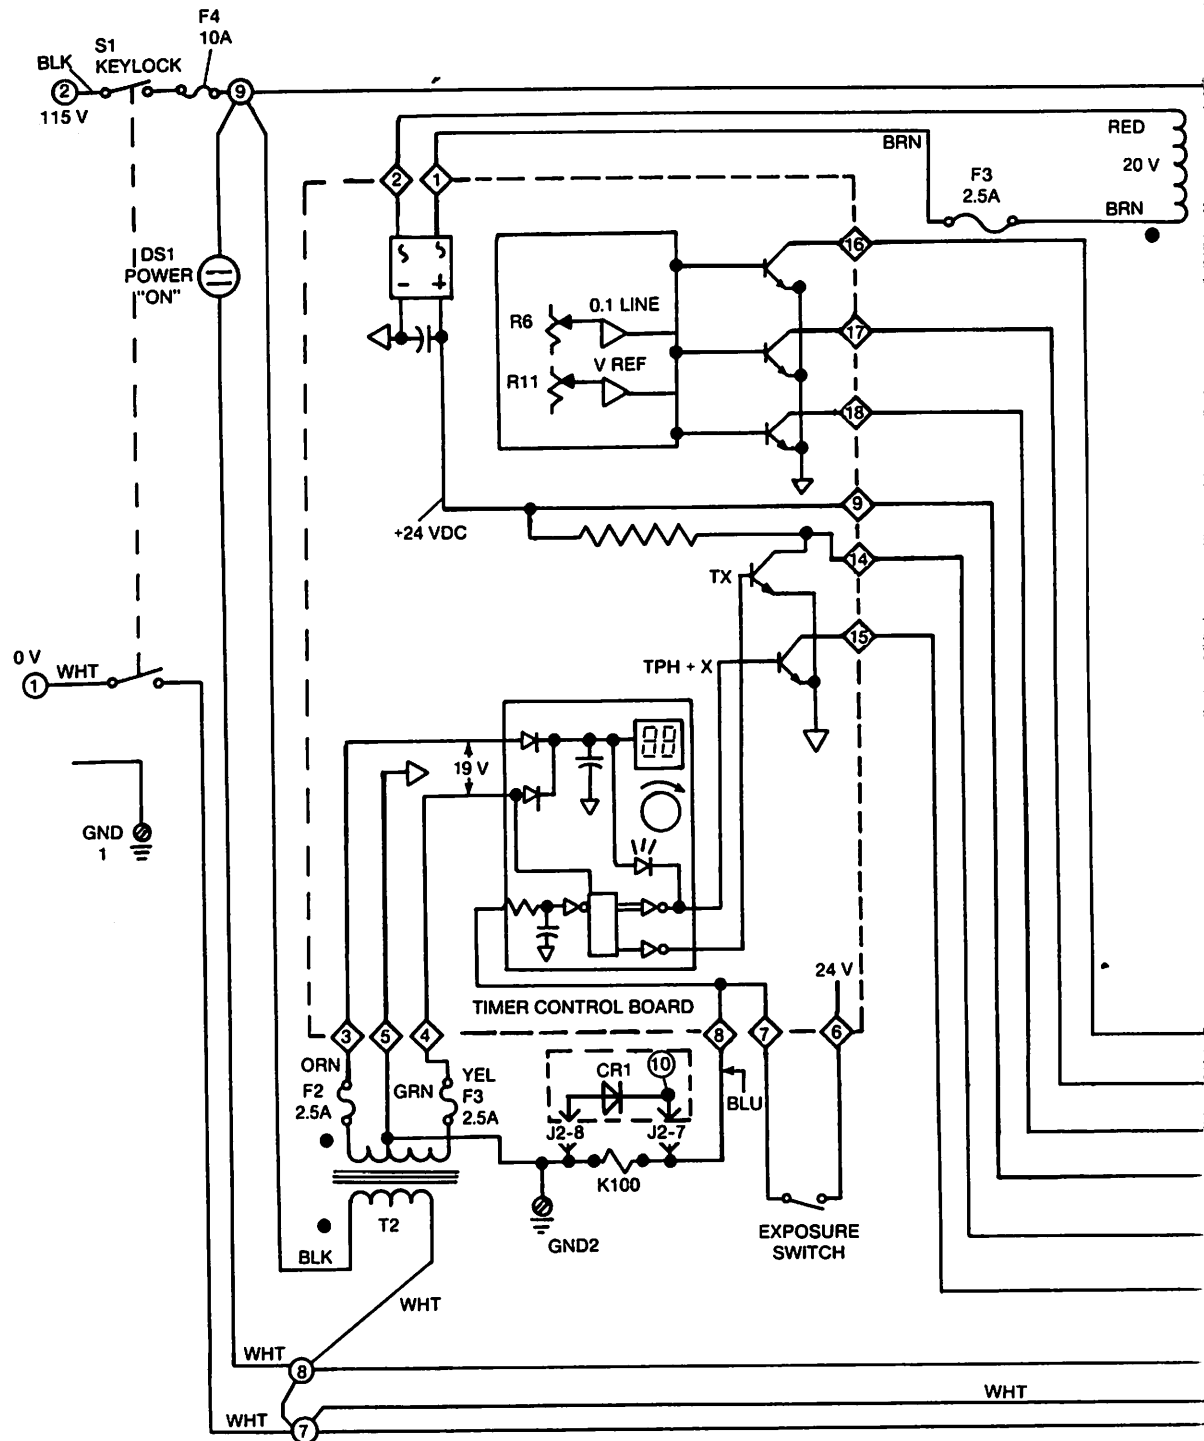 F4
10A
S1
KEYLOCK
BLK
2
9
115 V
RED
BRN
20 V
F3
2.5A
BRN
2
1
16
DS1
POWER
"ON"
- +
0.1 LINE
R6
17
V REF
R11
18
9
+24 VDC
14
TX
15
0 V
WHT
TPH + X
1
88
19 V
GND
1
24 V
TIMER CONTROL BOARD
3
5
4
8
7
6
ORN
F2
2.5A
GRN
YEL
F3
2.5A
CR1
10
BLU
J2-8
J2-7
K100
T2
GND2
EXPOSURE
SWITCH
BLK
WHT
WHT
8
WHT
WHT
7